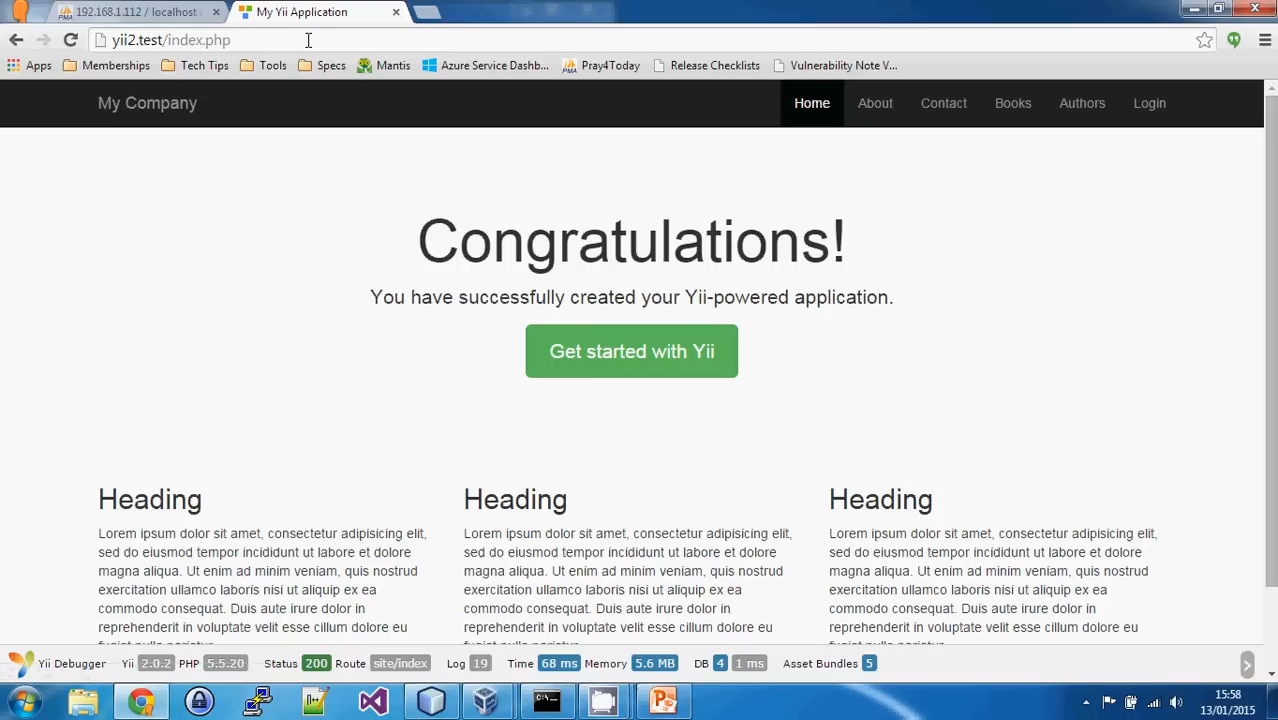 192.168.1.112 / localhost
My Yii Application
yii2.test/index.php
Apps Memberships Tech Tips Tools Specs Mantis Azure Service Dashb... Pray4Today Release Checklists Vulnerability Note V...
My Company Home About Contact Books Authors Login
Congratulations!
You have successfully created your Yii-powered application.
Get started with Yii
Heading
Lorem ipsum dolor sit amet, consectetur adipisicing elit,
sed do eiusmod tempor incididunt ut labore et dolore
magna aliqua. Ut enim ad minim veniam, quis nostrud
exercitation ullamco laboris nisi ut aliquip ex ea
commodo consequat. Duis aute irure dolor in
reprehenderit in voluptate velit esse cillum dolore eu
Heading
Lorem ipsum dolor sit amet, consectetur adipisicing elit,
sed do eiusmod tempor incididunt ut labore et dolore
magna aliqua. Ut enim ad minim veniam, quis nostrud
exercitation ullamco laboris nisi ut aliquip ex ea
commodo consequat. Duis aute irure dolor in
reprehenderit in voluptate velit esse cillum dolore eu
Heading
Lorem ipsum dolor sit amet, consectetur adipisicing elit,
sed do eiusmod tempor incididunt ut labore et dolore
magna aliqua. Ut enim ad minim veniam, quis nostrud
exercitation ullamco laboris nisi ut aliquip ex ea
commodo consequat. Duis aute irure dolor in
reprehenderit in voluptate velit esse cillum dolore eu
Yii Debugger Yii 2.0.2 PHP 5.5.20 Status 200 Route site/index Log 19 Time 68 ms Memory 5.6 MB DB 4 1 ms Asset Bundles 5
15:58
13/01/2015